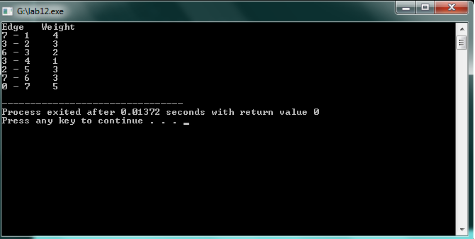 G:\lab12.exe
Edge   Weight
7 - 1    4
3 - 2    3
6 - 3    2
3 - 4    1
2 - 5    3
7 - 6    3
0 - 7    5
--------------------------------
Process exited after 0.01372 seconds with return value 0
Press any key to continue . . . _